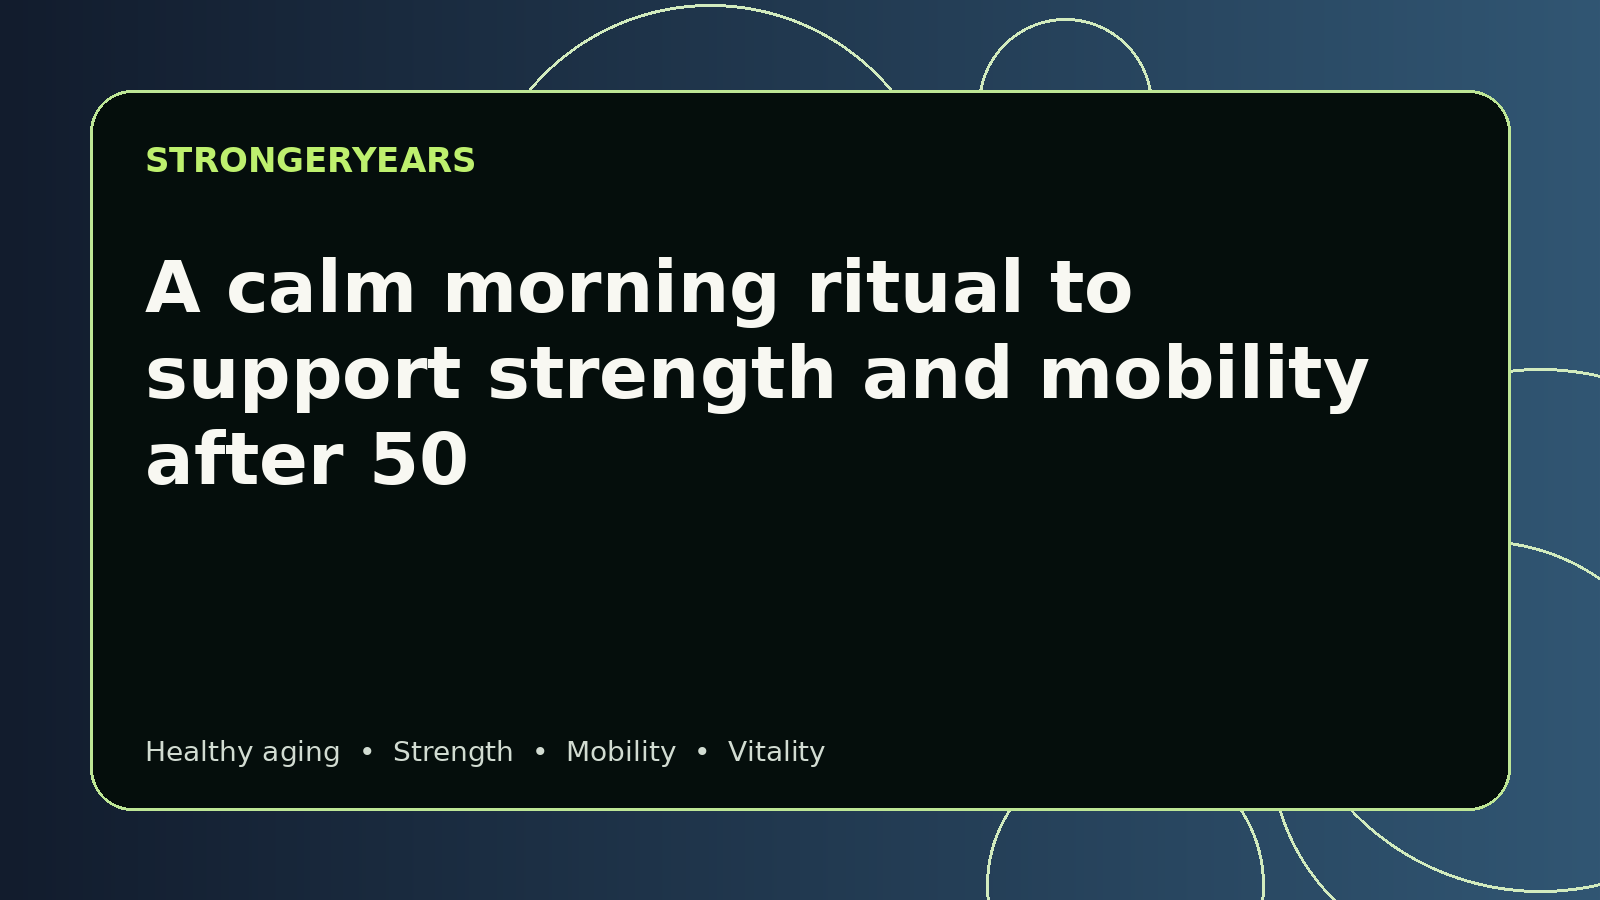 STRONGERYEARS
A calm morning ritual to
support strength and mobility
after 50
Healthy aging • Strength • Mobility • Vitality